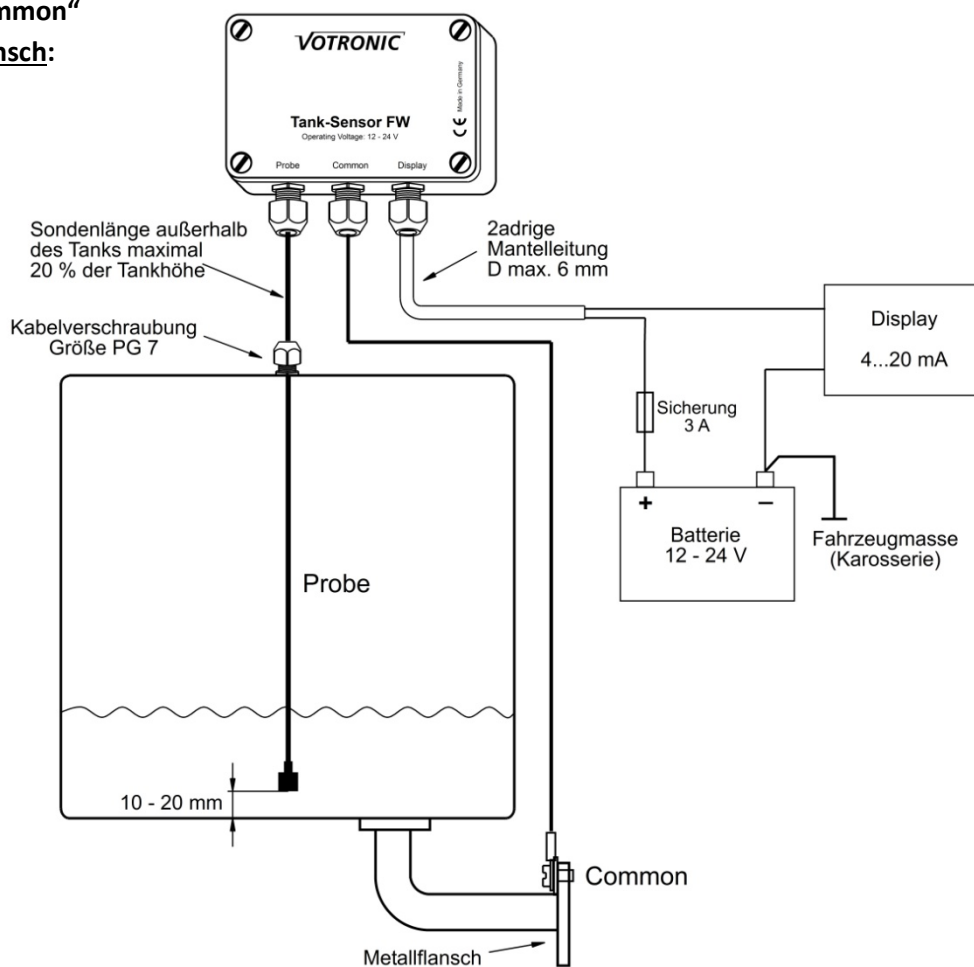 mmon“
nsch:
VOTRONIC
Made in Germany
CE
Tank-Sensor FW
Operating Voltage: 12 - 24 V
Probe Common Display
Sondenlänge außerhalb
des Tanks maximal
20 % der Tankhöhe
2adrige
Mantelleitung
D max. 6 mm
Kabelverschraubung
Größe PG 7
Display
4...20 mA
Sicherung
3 A
+ –
Batterie
12 - 24 V
Fahrzeugmasse
(Karosserie)
Probe
10 - 20 mm
Common
Metallflansch